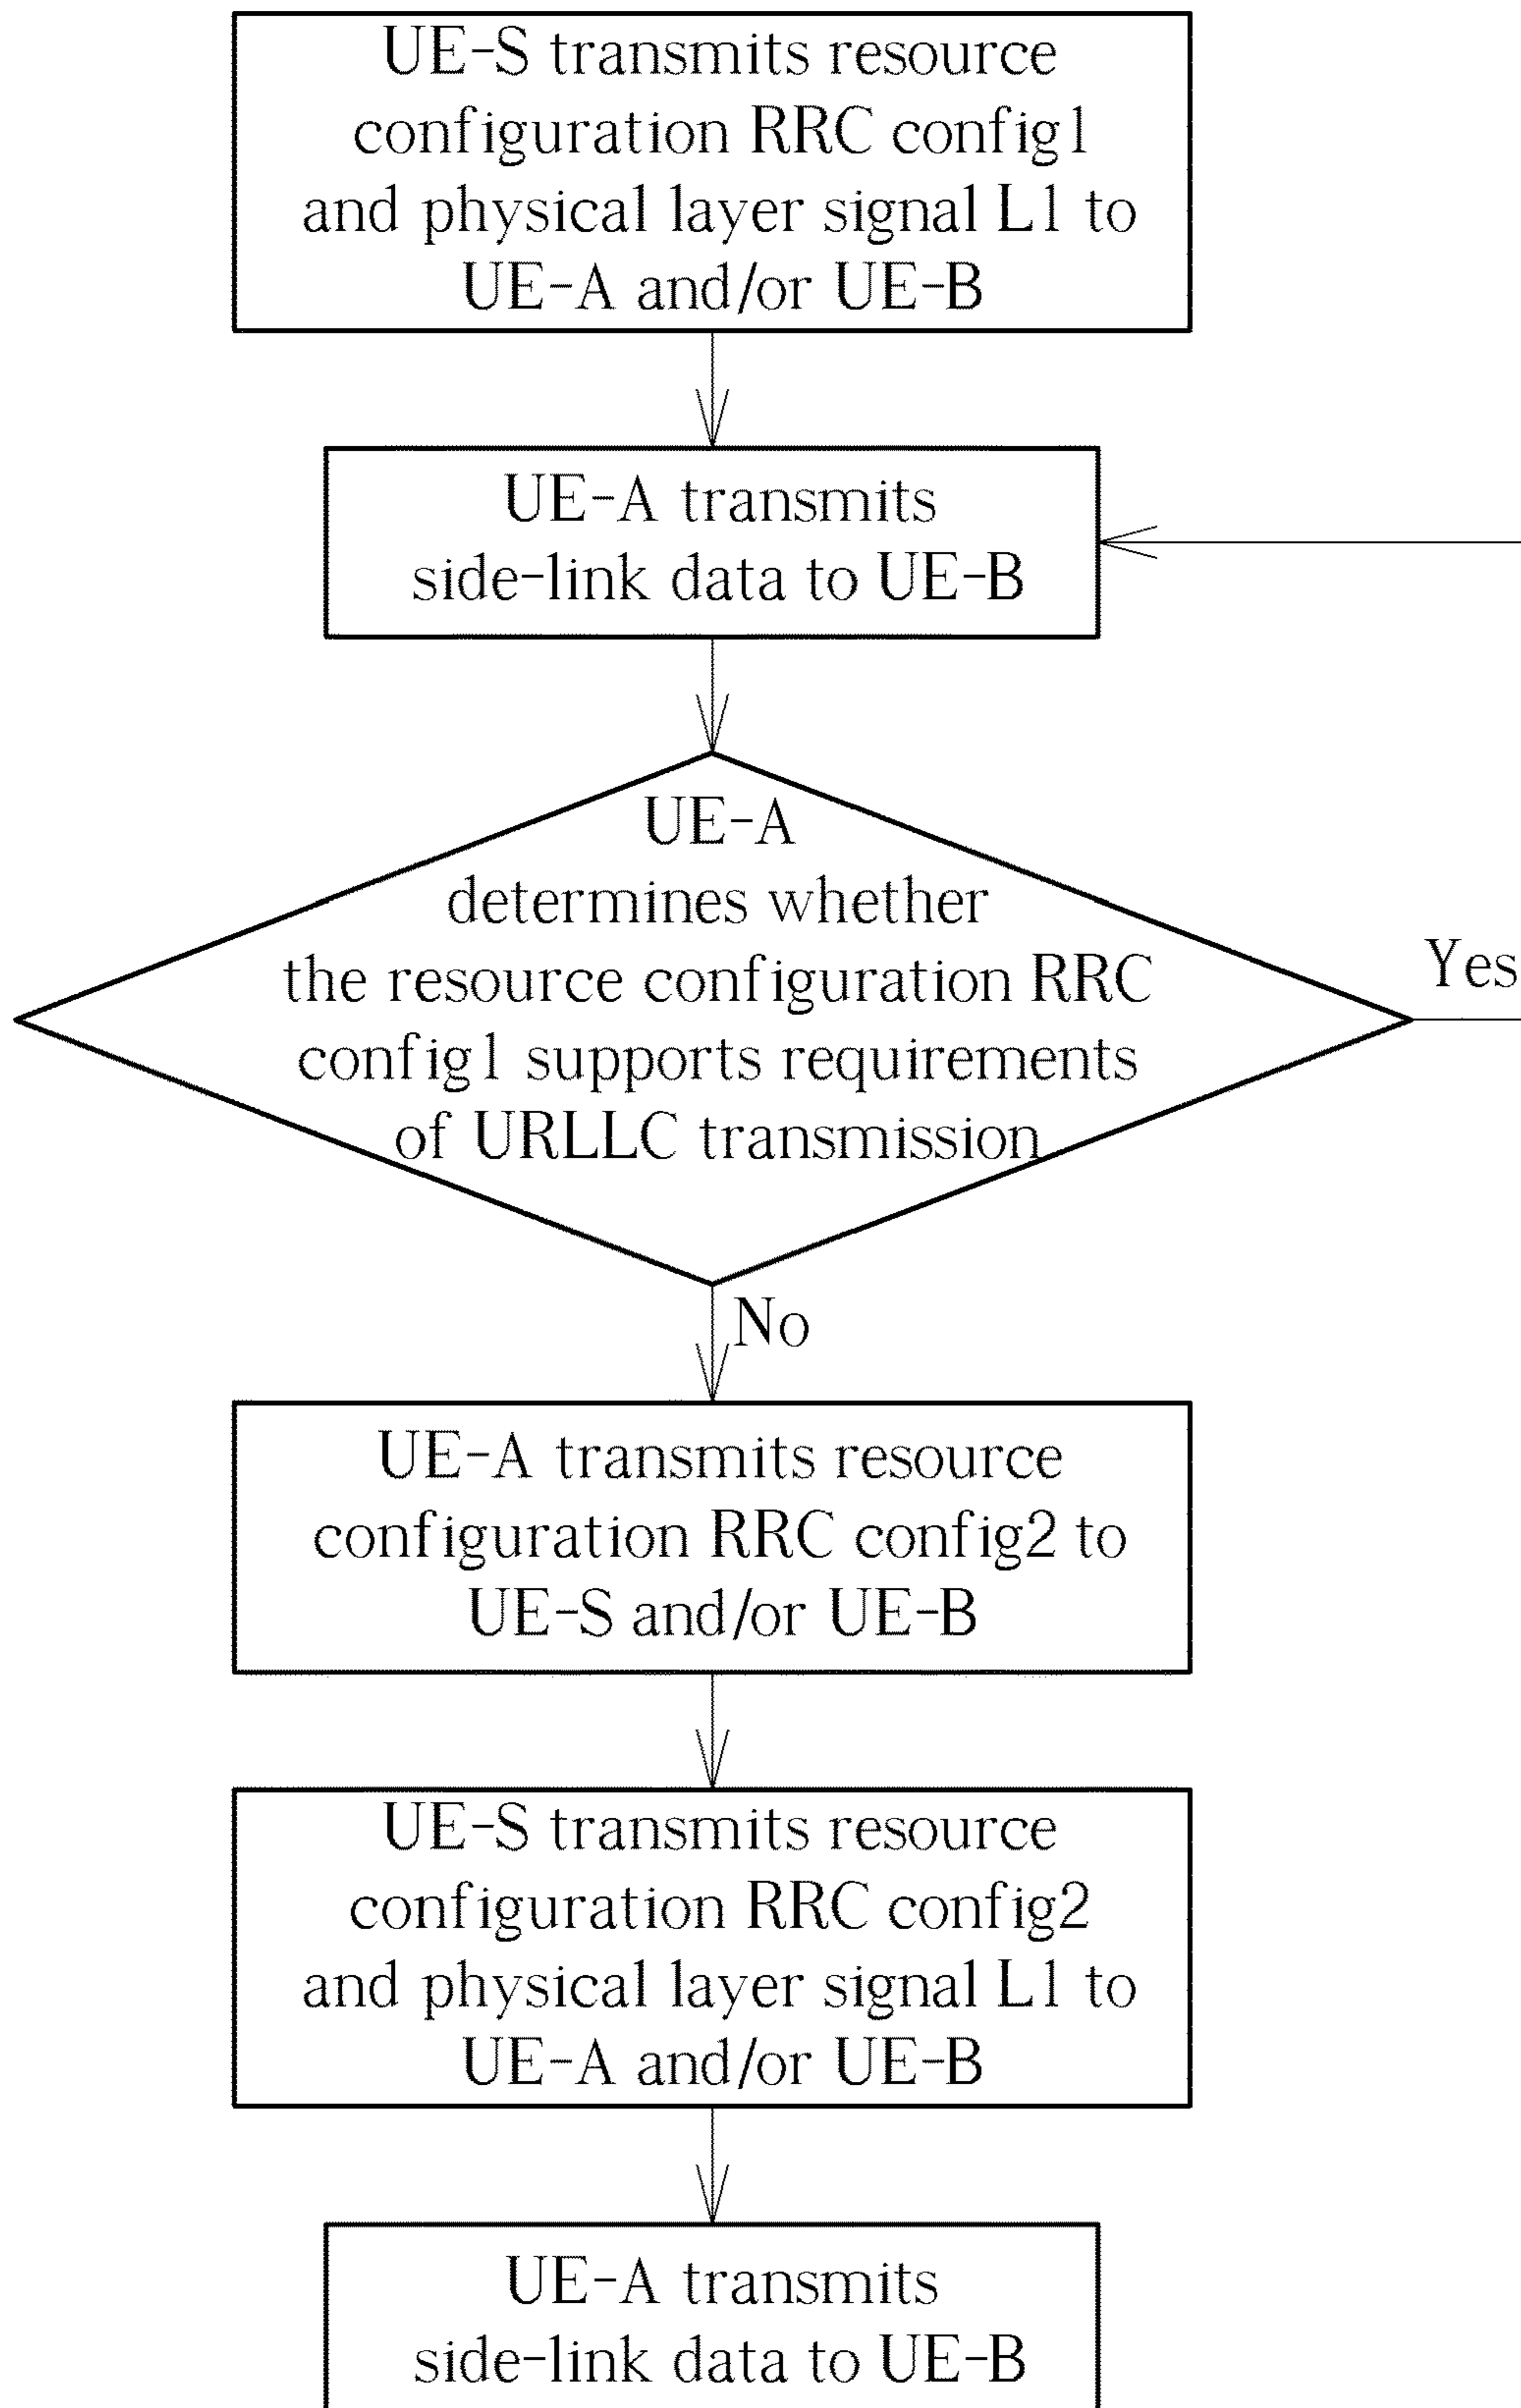 UE-S transmits resource
configuration RRC config1
and physical layer signal L1 to
UE-A and/or UE-B
UE-A transmits
side-link data to UE-B
UE-A
determines whether
the resource configuration RRC
config1 supports requirements
of URLLC transmission
Yes
No
UE-A transmits resource
configuration RRC config2 to
UE-S and/or UE-B
UE-S transmits resource
configuration RRC config2
and physical layer signal L1 to
UE-A and/or UE-B
UE-A transmits
side-link data to UE-B